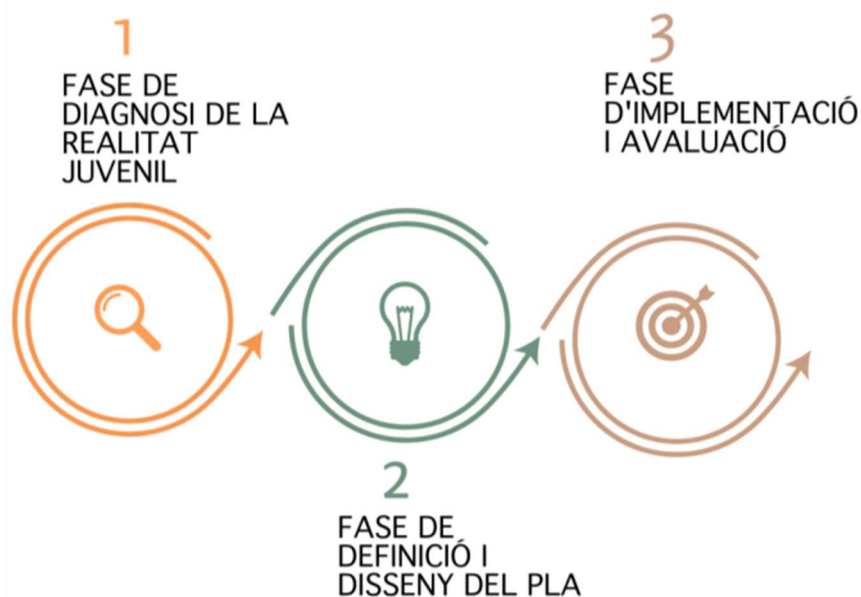 1
FASE DE
DIAGNOSI DE LA
REALITAT
JUVENIL
2
FASE DE
DEFINICIÓ I
DISSENY DEL PLA
3
FASE
D'IMPLEMENTACIÓ
I AVALUACIÓ